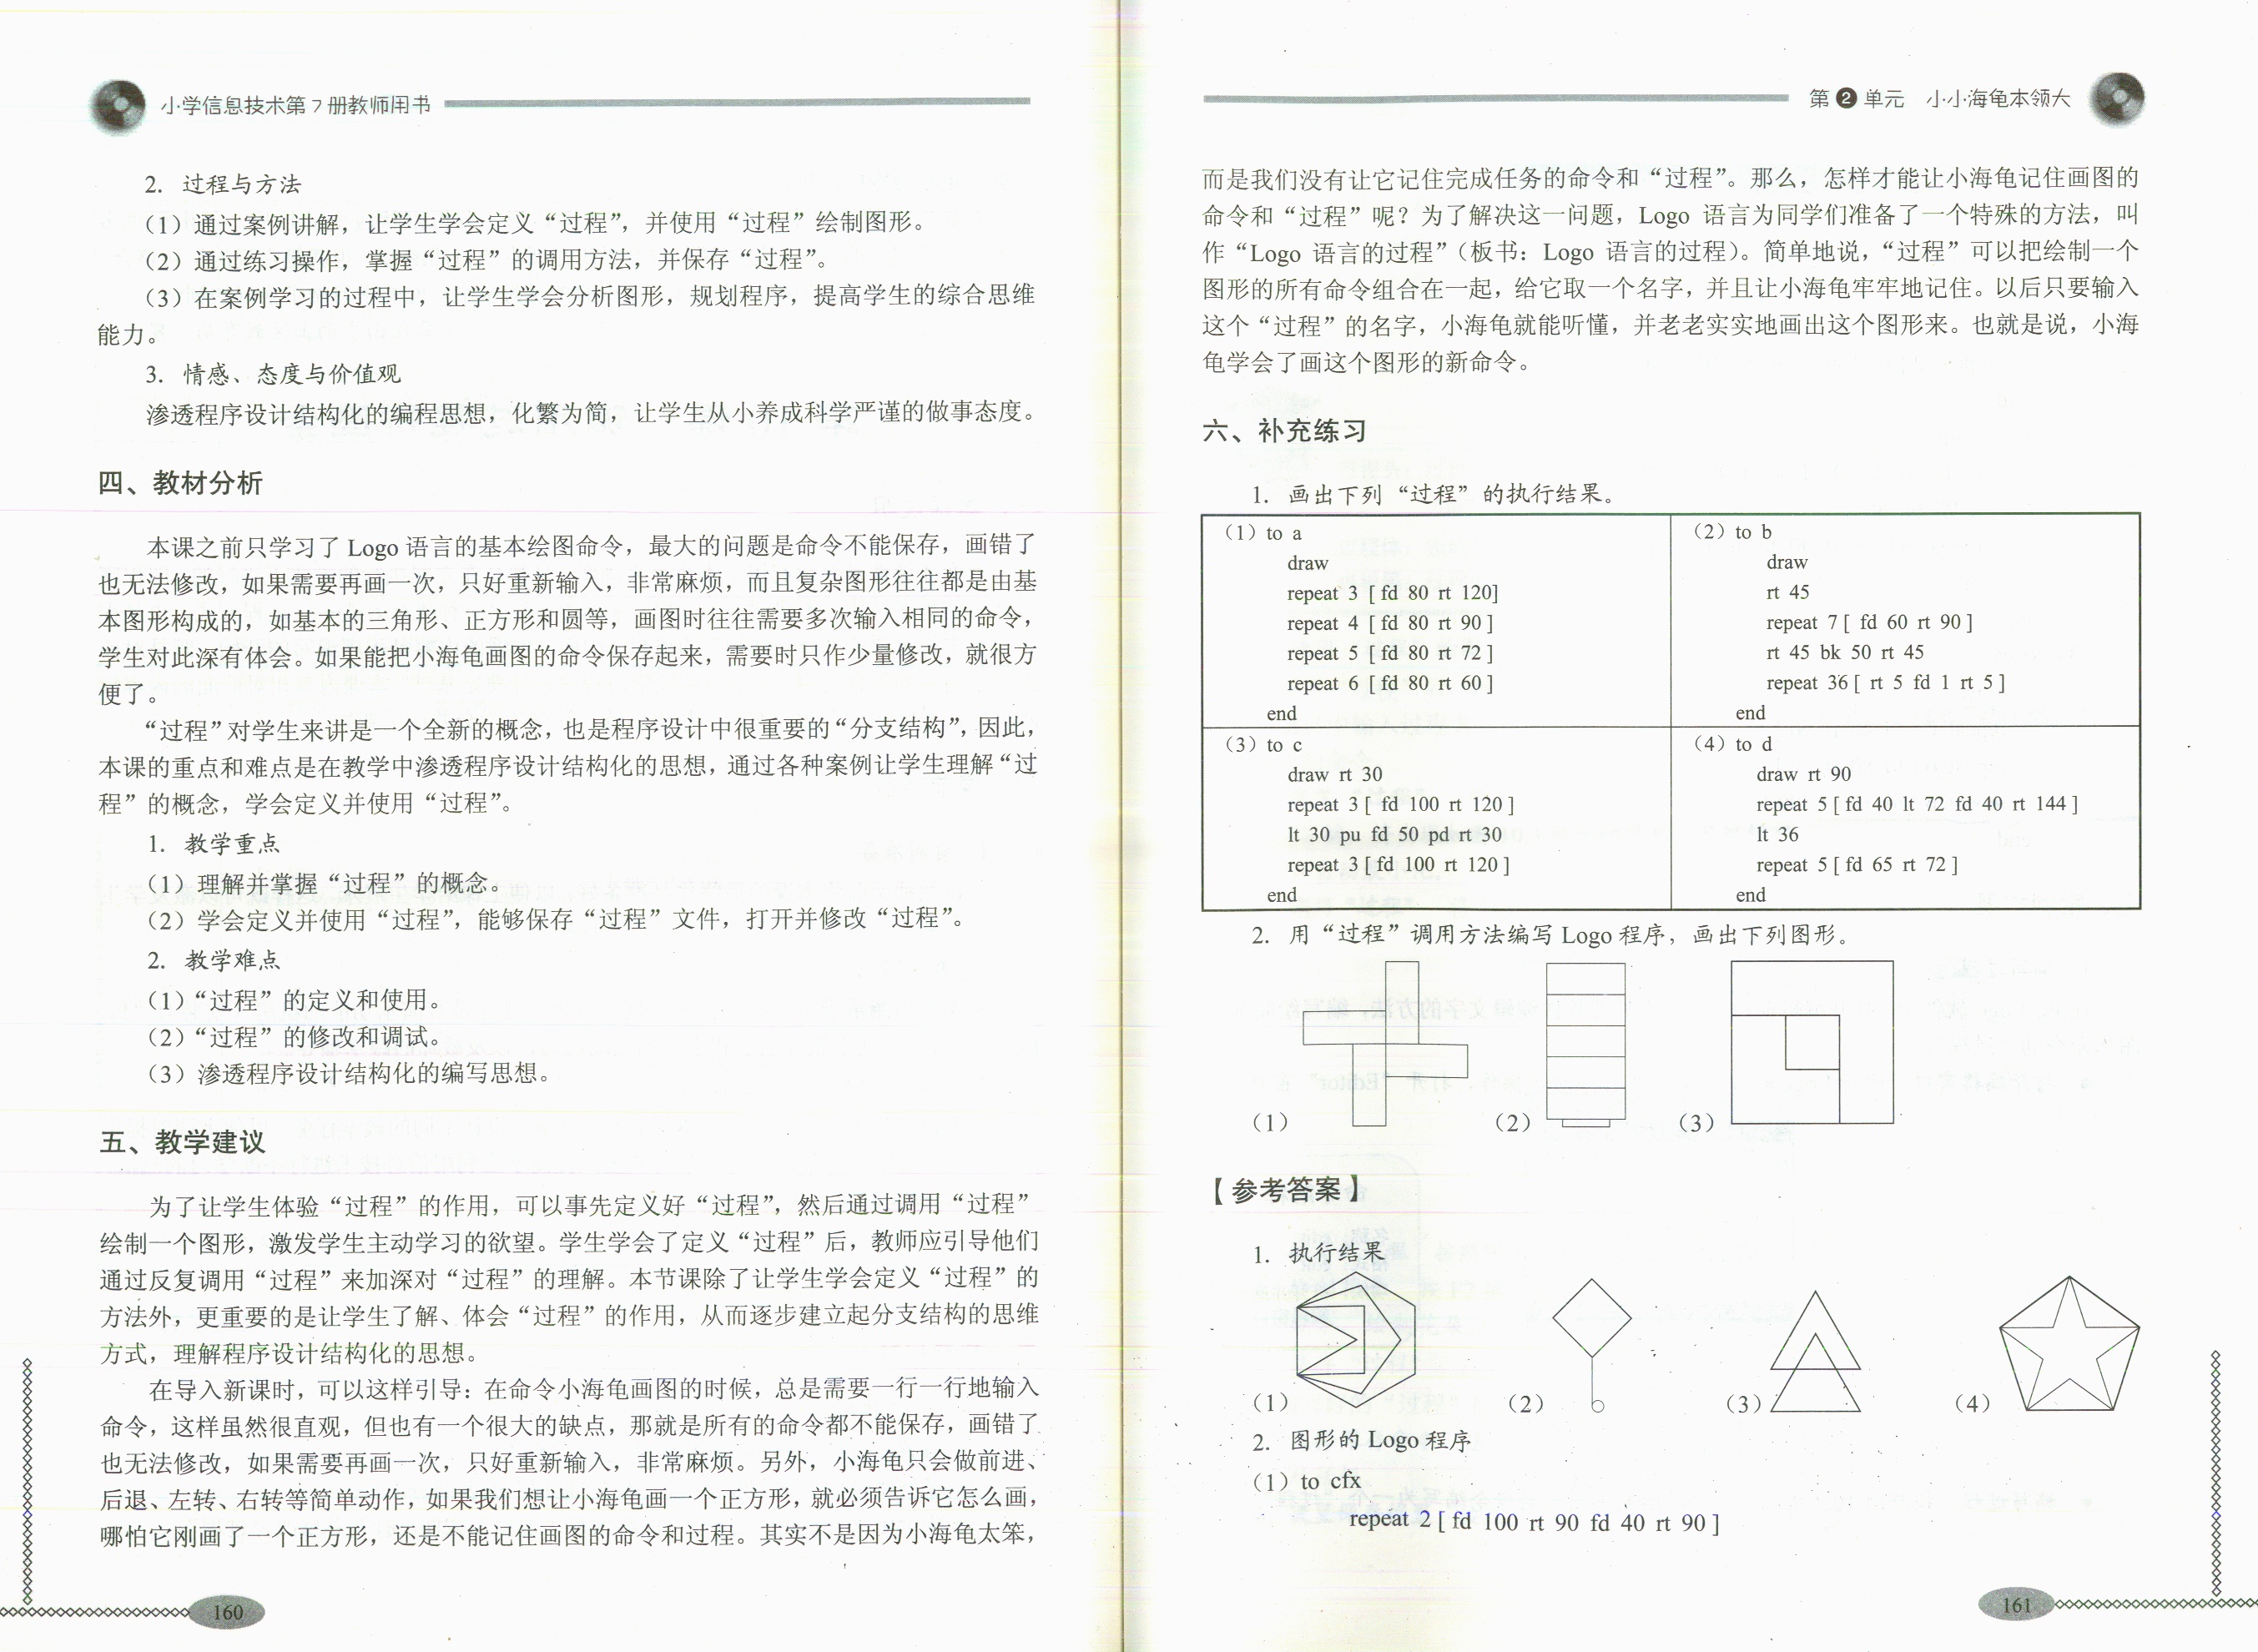 小学信息技术第7册教师用书
2. 过程与方法
（1）通过案例讲解，让学生学会定义“过程”，并使用“过程”绘制图形。
（2）通过练习操作，掌握“过程”的调用方法，并保存“过程”。
（3）在案例学习的过程中，让学生学会分析图形，规划程序，提高学生的综合思维
能力。
3. 情感、态度与价值观
渗透程序设计结构化的编程思想，化繁为简，让学生从小养成科学严谨的做事态度。
四、教材分析
本课之前只学习了 Logo 语言的基本绘图命令，最大的问题是命令不能保存，画错了
也无法修改，如果需要再画一次，只好重新输入，非常麻烦，而且复杂图形往往都是由基
本图形构成的，如基本的三角形、正方形和圆等，画图时往往需要多次输入相同的命令，
学生对此深有体会。如果能把小海龟画图的命令保存起来，需要时只作少量修改，就很方
便了。
“过程”对学生来讲是一个全新的概念，也是程序设计中很重要的“分支结构”，因此，
本课的重点和难点是在教学中渗透程序设计结构化的思想，通过各种案例让学生理解“过
程”的概念，学会定义并使用“过程”。
1. 教学重点
（1）理解并掌握“过程”的概念。
（2）学会定义并使用“过程”，能够保存“过程”文件，打开并修改“过程”。
2. 教学难点
（1）“过程”的定义和使用。
（2）“过程”的修改和调试。
（3）渗透程序设计结构化的编写思想。
五、教学建议
为了让学生体验“过程”的作用，可以事先定义好“过程”，然后通过调用“过程”
绘制一个图形，激发学生主动学习的欲望。学生学会了定义“过程”后，教师应引导他们
通过反复调用“过程”来加深对“过程”的理解。本节课除了让学生学会定义“过程”的
方法外，更重要的是让学生了解、体会“过程”的作用，从而逐步建立起分支结构的思维
方式，理解程序设计结构化的思想。
在导入新课时，可以这样引导：在命令小海龟画图的时候，总是需要一行一行地输入
命令，这样虽然很直观，但也有一个很大的缺点，那就是所有的命令都不能保存，画错了
也无法修改，如果需要再画一次，只好重新输入，非常麻烦。另外，小海龟只会做前进、
后退、左转、右转等简单动作，如果我们想让小海龟画一个正方形，就必须告诉它怎么画，
哪怕它刚画了一个正方形，还是不能记住画图的命令和过程。其实不是因为小海龟太笨，
160
第2单元 小小海龟本领大
而是我们没有让它记住完成任务的命令和“过程”。那么，怎样才能让小海龟记住画图的
命令和“过程”呢？为了解决这一问题，Logo 语言为同学们准备了一个特殊的方法，叫
作“Logo 语言的过程”（板书：Logo 语言的过程）。简单地说，“过程”可以把绘制一个
图形的所有命令组合在一起，给它取一个名字，并且让小海龟牢牢地记住。以后只要输入
这个“过程”的名字，小海龟就能听懂，并老老实实地画出这个图形来。也就是说，小海
龟学会了画这个图形的新命令。
六、补充练习
1. 画出下列“过程”的执行结果。
（1）to a
draw
repeat 3 [ fd 80 rt 120]
repeat 4 [ fd 80 rt 90 ]
repeat 5 [ fd 80 rt 72 ]
repeat 6 [ fd 80 rt 60 ]
end
（2）to b
draw
rt 45
repeat 7 [ fd 60 rt 90 ]
rt 45 bk 50 rt 45
repeat 36 [ rt 5 fd 1 rt 5 ]
end
（3）to c
draw rt 30
repeat 3 [ fd 100 rt 120 ]
lt 30 pu fd 50 pd rt 30
repeat 3 [ fd 100 rt 120 ]
end
（4）to d
draw rt 90
repeat 5 [ fd 40 lt 72 fd 40 rt 144 ]
lt 36
repeat 5 [ fd 65 rt 72 ]
end
2. 用“过程”调用方法编写 Logo 程序，画出下列图形。
（1） （2） （3）
【参考答案】
1. 执行结果
（1） （2） （3） （4）
2. 图形的 Logo 程序
（1）to cfx
repeat 2 [ fd 100 rt 90 fd 40 rt 90 ]
161